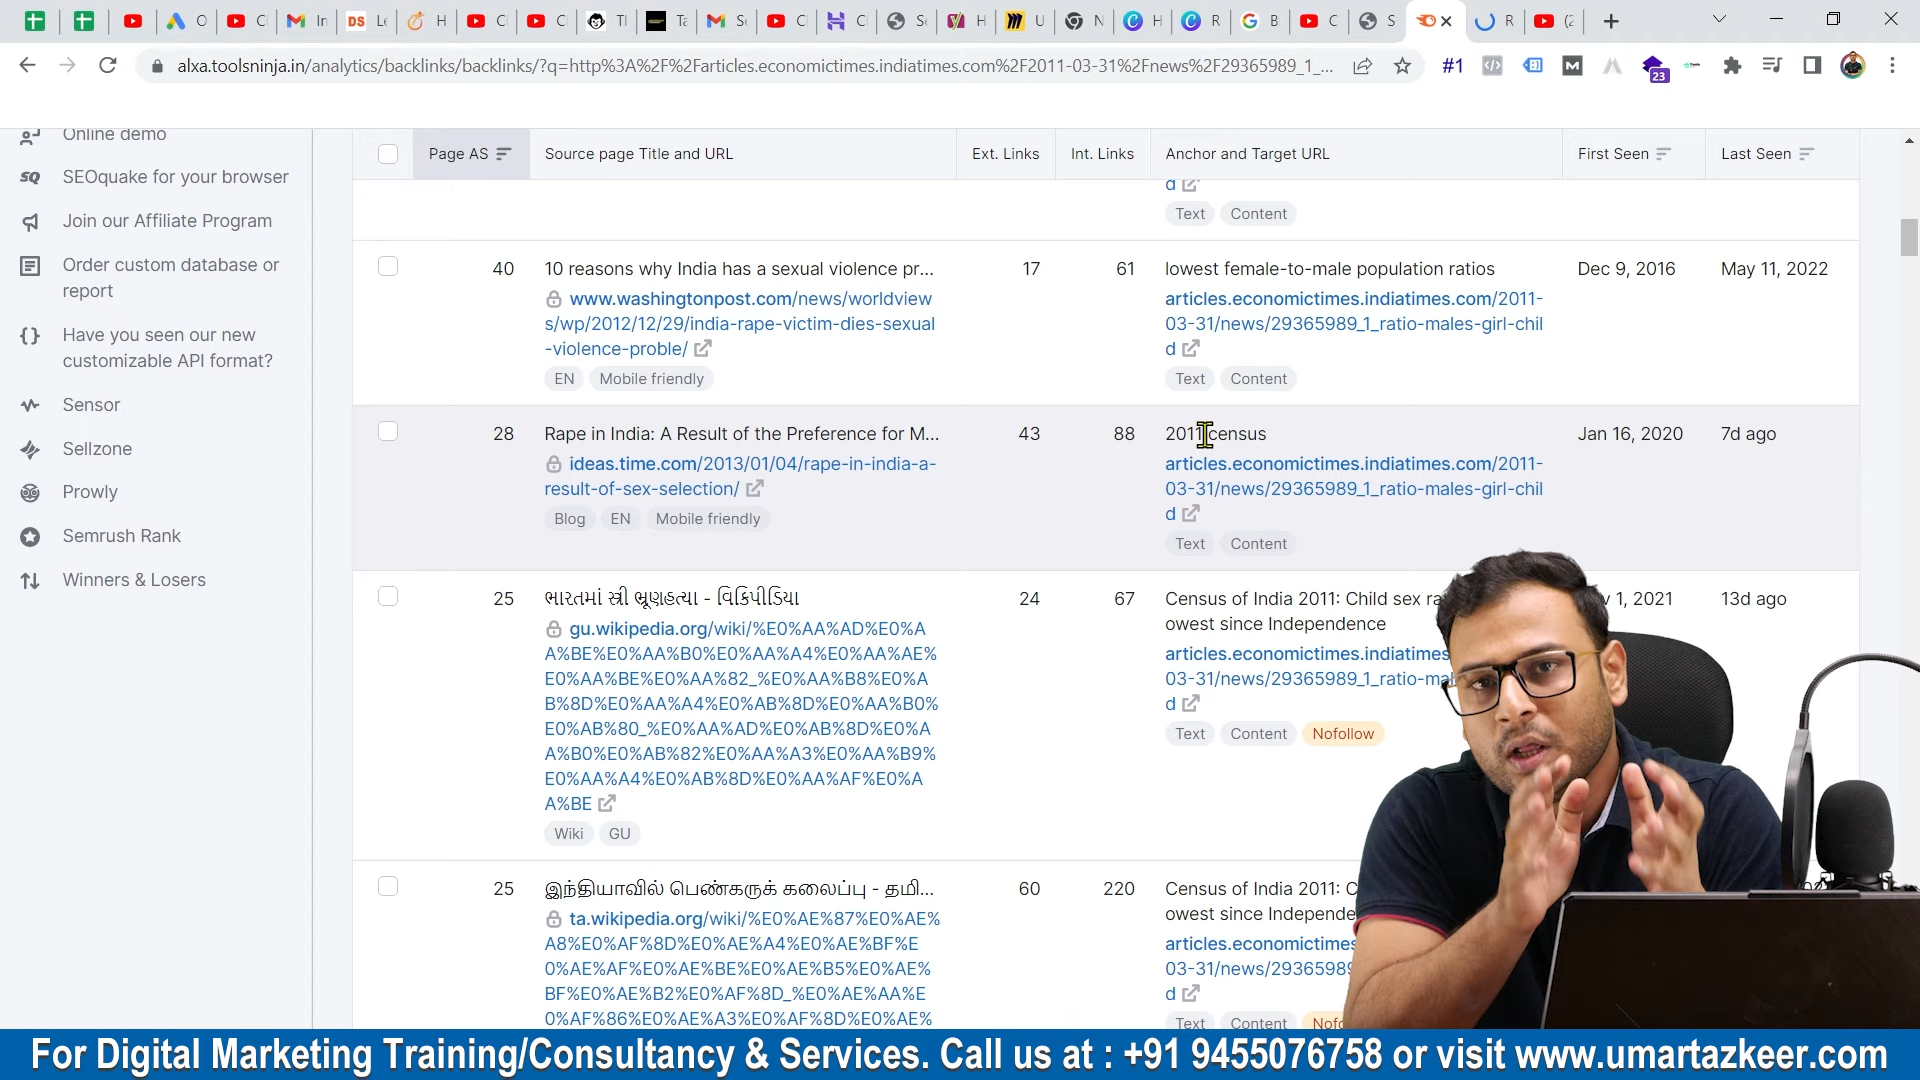 alxa.toolsninja.in/analytics/backlinks/backlinks/?q=http%3A%2F%2Farticles.economictimes.indiatimes.com%2F2011-03-31%2Fnews%2F29365989_1_...
#1
23
Online demo
SEOquake for your browser
Join our Affiliate Program
Order custom database or
report
Have you seen our new
customizable API format?
Sensor
Sellzone
Prowly
Semrush Rank
Winners & Losers
Page AS
Source page Title and URL
Ext. Links
Int. Links
Anchor and Target URL
First Seen
Last Seen
d
Text Content
40
10 reasons why India has a sexual violence pr...
www.washingtonpost.com/news/worldview
s/wp/2012/12/29/india-rape-victim-dies-sexual
-violence-proble/
EN Mobile friendly
17
61
lowest female-to-male population ratios
articles.economictimes.indiatimes.com/2011-
03-31/news/29365989_1_ratio-males-girl-chil
d
Text Content
Dec 9, 2016
May 11, 2022
28
Rape in India: A Result of the Preference for M...
ideas.time.com/2013/01/04/rape-in-india-a-
result-of-sex-selection/
Blog EN Mobile friendly
43
88
2011 census
articles.economictimes.indiatimes.com/2011-
03-31/news/29365989_1_ratio-males-girl-chil
d
Text Content
Jan 16, 2020
7d ago
25
ભારતમાં સ્ત્રી ભ્રૂણહત્યા - વિકિપીડિયા
gu.wikipedia.org/wiki/%E0%AA%AD%E0%A
A%BE%E0%AA%B0%E0%AA%A4%E0%AA%AE%
E0%AA%BE%E0%AA%82_%E0%AA%B8%E0%A
B%8D%E0%AA%A4%E0%AB%8D%E0%AA%B0%
E0%AB%80_%E0%AA%AD%E0%AB%8D%E0%A
A%B0%E0%AB%82%E0%AA%A3%E0%AA%B9%
E0%AA%A4%E0%AB%8D%E0%AA%AF%E0%A
A%BE
Wiki GU
24
67
Census of India 2011: Child sex ra
owest since Independence
articles.economictimes.indiatimes
03-31/news/29365989_1_ratio-mal
d
Text Content Nofollow
v 1, 2021
13d ago
25
இந்தியாவில் பெண்கருக் கலைப்பு - தமி...
ta.wikipedia.org/wiki/%E0%AE%87%E0%AE%
A8%E0%AF%8D%E0%AE%A4%E0%AE%BF%E
0%AE%AF%E0%AE%BE%E0%AE%B5%E0%AE%
BF%E0%AE%B2%E0%AF%8D_%E0%AE%AA%E
0%AF%86%E0%AE%A3%E0%AF%8D%E0%AE%
60
220
Census of India 2011: C
owest since Independe
articles.economictimes
03-31/news/29365989
d
Text Content Nofo
For Digital Marketing Training/Consultancy & Services. Call us at : +91 9455076758 or visit www.umartazkeer.com